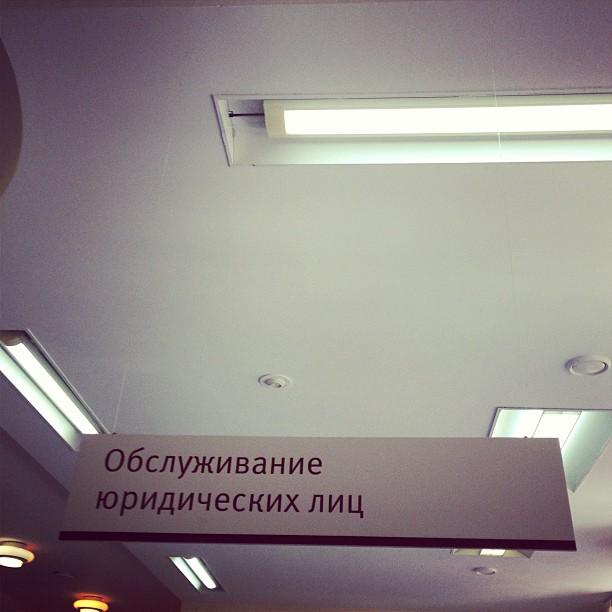 Обслуживание
юридических лиц